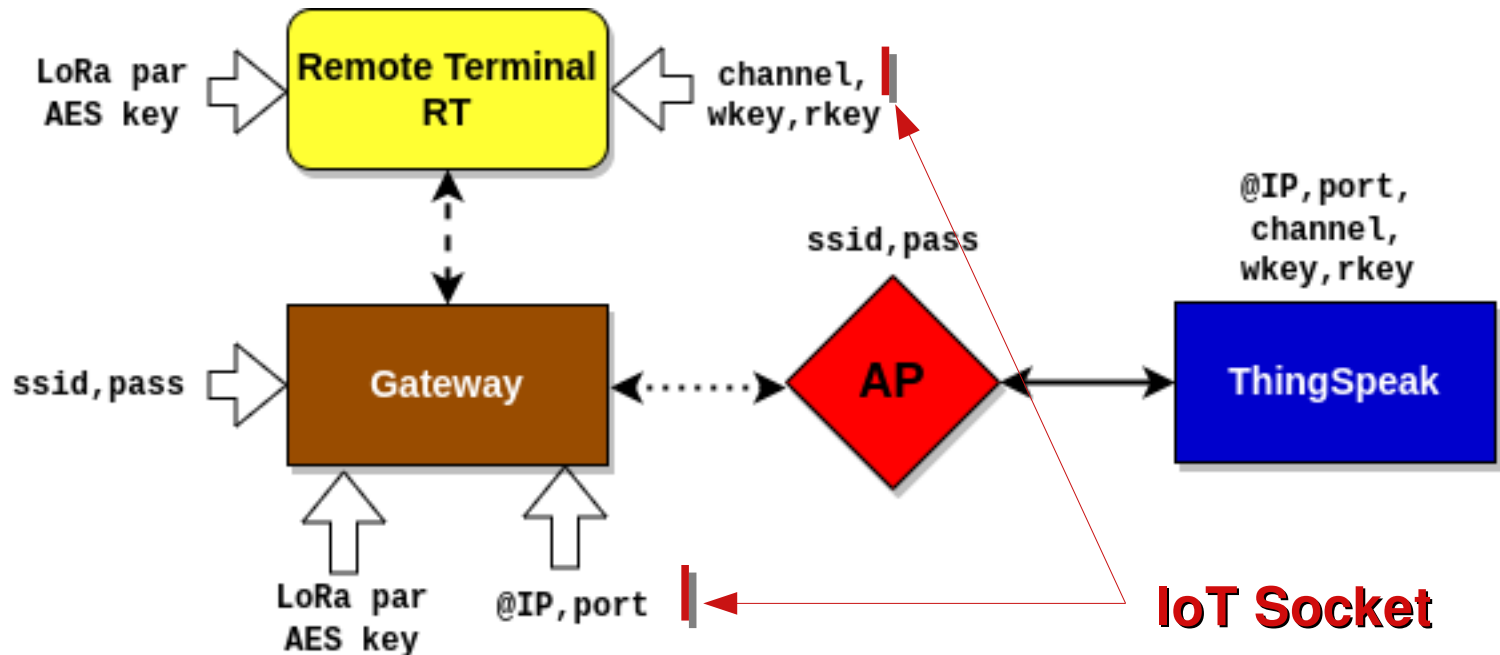 LoRa par
AES key
Remote Terminal
RT
channel,
wkey,rkey
@IP,port,
channel,
wkey,rkey
ssid,pass
ssid,pass
Gateway
AP
ThingSpeak
LoRa par
AES key
@IP,port
IoT Socket